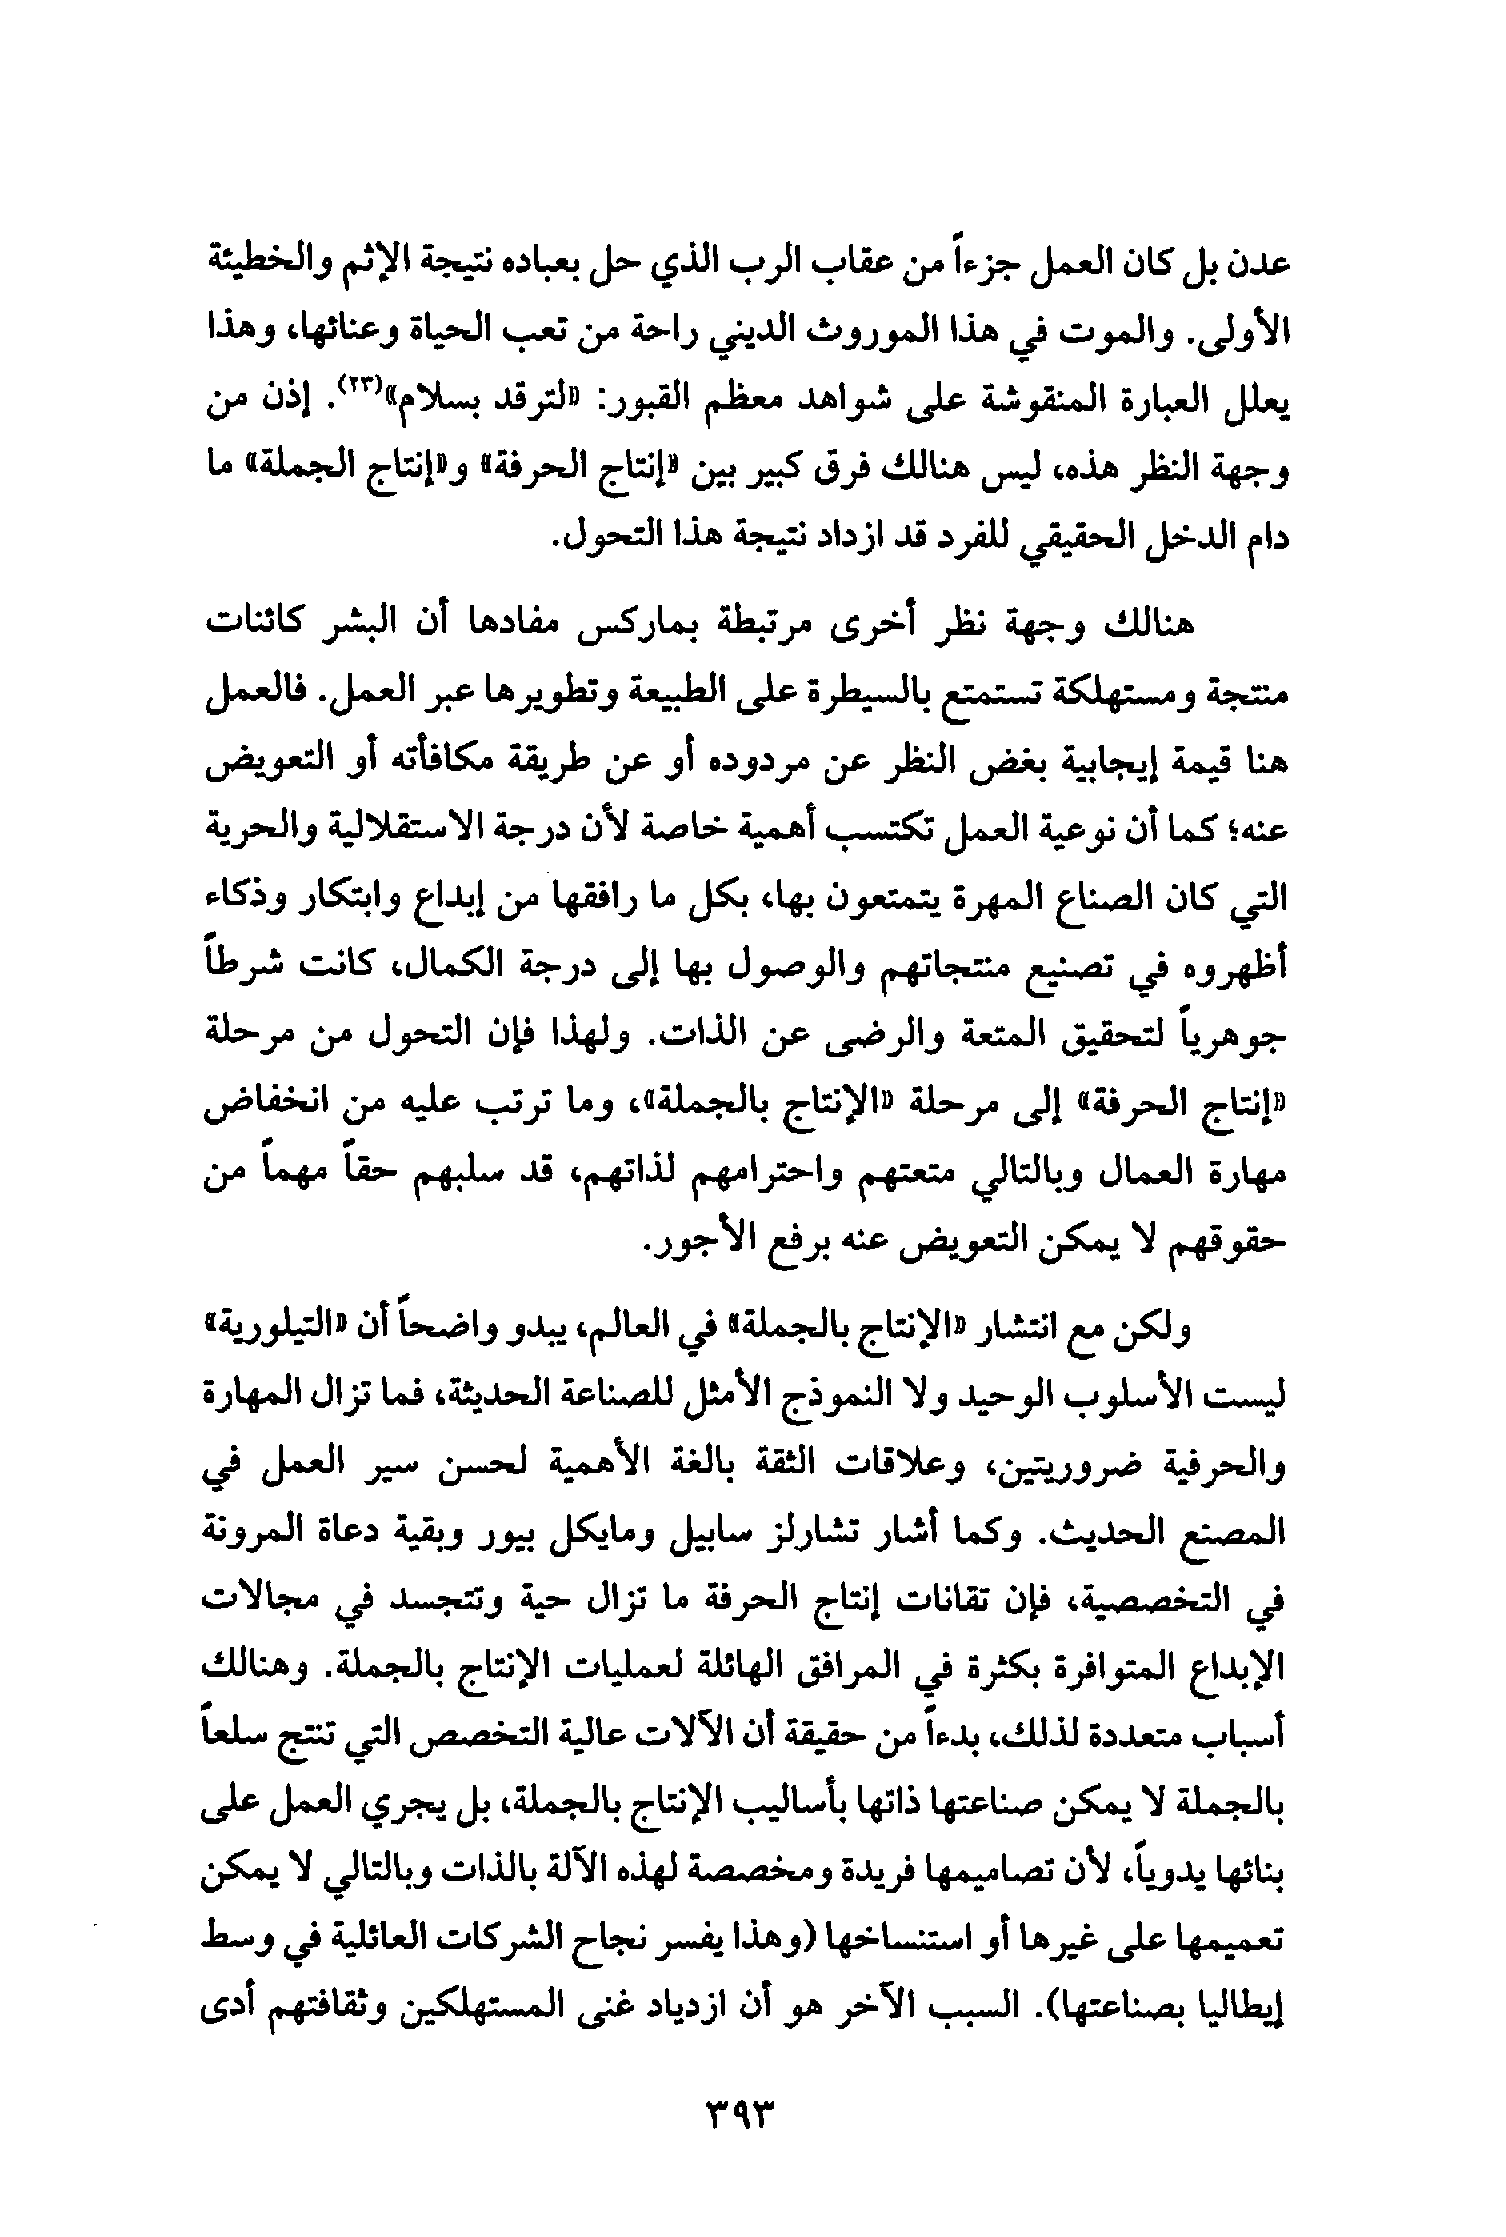 عدن بل كان العمل جزءاً من عقاب الرب الذي حل بعباده نتيجة الإثم والخطيئة
الأولى. والموت في هذا الموروث الديني راحة من تعب الحياة وعنائها، وهذا
يعلل العبارة المنقوشة على شواهد معظم القبور: «لترقد بسلام»(٢٣). إذن من
وجهة النظر هذه، ليس هنالك فرق كبير بين «إنتاج الحرفة» و«إنتاج الجملة» ما
دام الدخل الحقيقي للفرد قد ازداد نتيجة هذا التحول.
هنالك وجهة نظر أخرى مرتبطة بماركس مفادها أن البشر كائنات
منتجة ومستهلكة تستمتع بالسيطرة على الطبيعة وتطويرها عبر العمل. فالعمل
هنا قيمة إيجابية بغض النظر عن مردوده أو عن طريقة مكافأته أو التعويض
عنه؛ كما أن نوعية العمل تكتسب أهمية خاصة لأن درجة الاستقلالية والحرية
التي كان الصناع المهرة يتمتعون بها، بكل ما رافقها من إبداع وابتكار وذكاء
أظهروه في تصنيع منتجاتهم والوصول بها إلى درجة الكمال، كانت شرطاً
جوهرياً لتحقيق المتعة والرضى عن الذات. ولهذا فإن التحول من مرحلة
«إنتاج الحرفة» إلى مرحلة «الإنتاج بالجملة»، وما ترتب عليه من انخفاض
مهارة العمال وبالتالي متعتهم واحترامهم لذاتهم، قد سلبهم حقاً مهماً من
حقوقهم لا يمكن التعويض عنه برفع الأجور.
ولكن مع انتشار «الإنتاج بالجملة» في العالم، يبدو واضحاً أن «التيلورية»
ليست الأسلوب الوحيد ولا النموذج الأمثل للصناعة الحديثة، فما تزال المهارة
والحرفية ضروريتين، وعلاقات الثقة بالغة الأهمية لحسن سير العمل في
المصنع الحديث. وكما أشار تشارلز سابيل ومايكل بيور وبقية دعاة المرونة
في التخصصية، فإن تقانات إنتاج الحرفة ما تزال حية وتتجسد في مجالات
الإبداع المتوافرة بكثرة في المرافق الهائلة لعمليات الإنتاج بالجملة. وهنالك
أسباب متعددة لذلك، بدءاً من حقيقة أن الآلات عالية التخصص التي تنتج سلعاً
بالجملة لا يمكن صناعتها ذاتها بأساليب الإنتاج بالجملة، بل يجري العمل على
بنائها يدوياً، لأن تصاميمها فريدة ومخصصة لهذه الآلة بالذات وبالتالي لا يمكن
تعميمها على غيرها أو استنساخها (وهذا يفسر نجاح الشركات العائلية في وسط
إيطاليا بصناعتها). السبب الآخر هو أن ازدياد غنى المستهلكين وثقافتهم أدى
٣٩٣